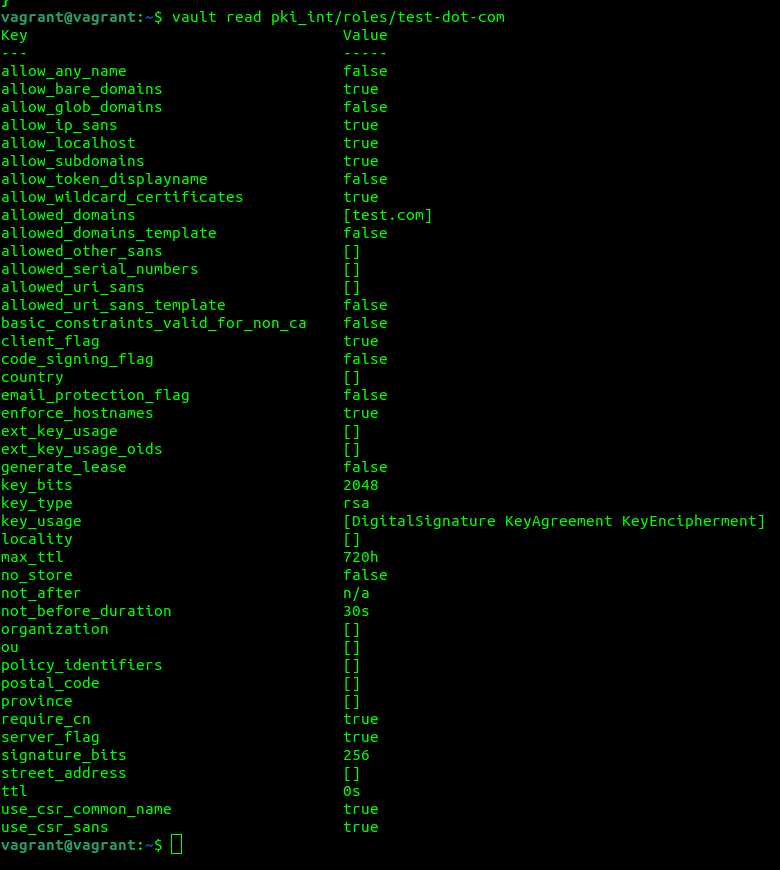 }
vagrant@vagrant:~$ vault read pki_int/roles/test-dot-com
Key                                   Value
---                                   -----
allow_any_name                        false
allow_bare_domains                    true
allow_glob_domains                    false
allow_ip_sans                         true
allow_localhost                       true
allow_subdomains                      true
allow_token_displayname               false
allow_wildcard_certificates           true
allowed_domains                       [test.com]
allowed_domains_template              false
allowed_other_sans                    []
allowed_serial_numbers                []
allowed_uri_sans                      []
allowed_uri_sans_template             false
basic_constraints_valid_for_non_ca    false
client_flag                           true
code_signing_flag                     false
country                               []
email_protection_flag                 false
enforce_hostnames                     true
ext_key_usage                         []
ext_key_usage_oids                    []
generate_lease                        false
key_bits                              2048
key_type                              rsa
key_usage                             [DigitalSignature KeyAgreement KeyEncipherment]
locality                              []
max_ttl                               720h
no_store                              false
not_after                             n/a
not_before_duration                   30s
organization                          []
ou                                    []
policy_identifiers                    []
postal_code                           []
province                              []
require_cn                            true
server_flag                           true
signature_bits                        256
street_address                        []
ttl                                   0s
use_csr_common_name                   true
use_csr_sans                          true
vagrant@vagrant:~$